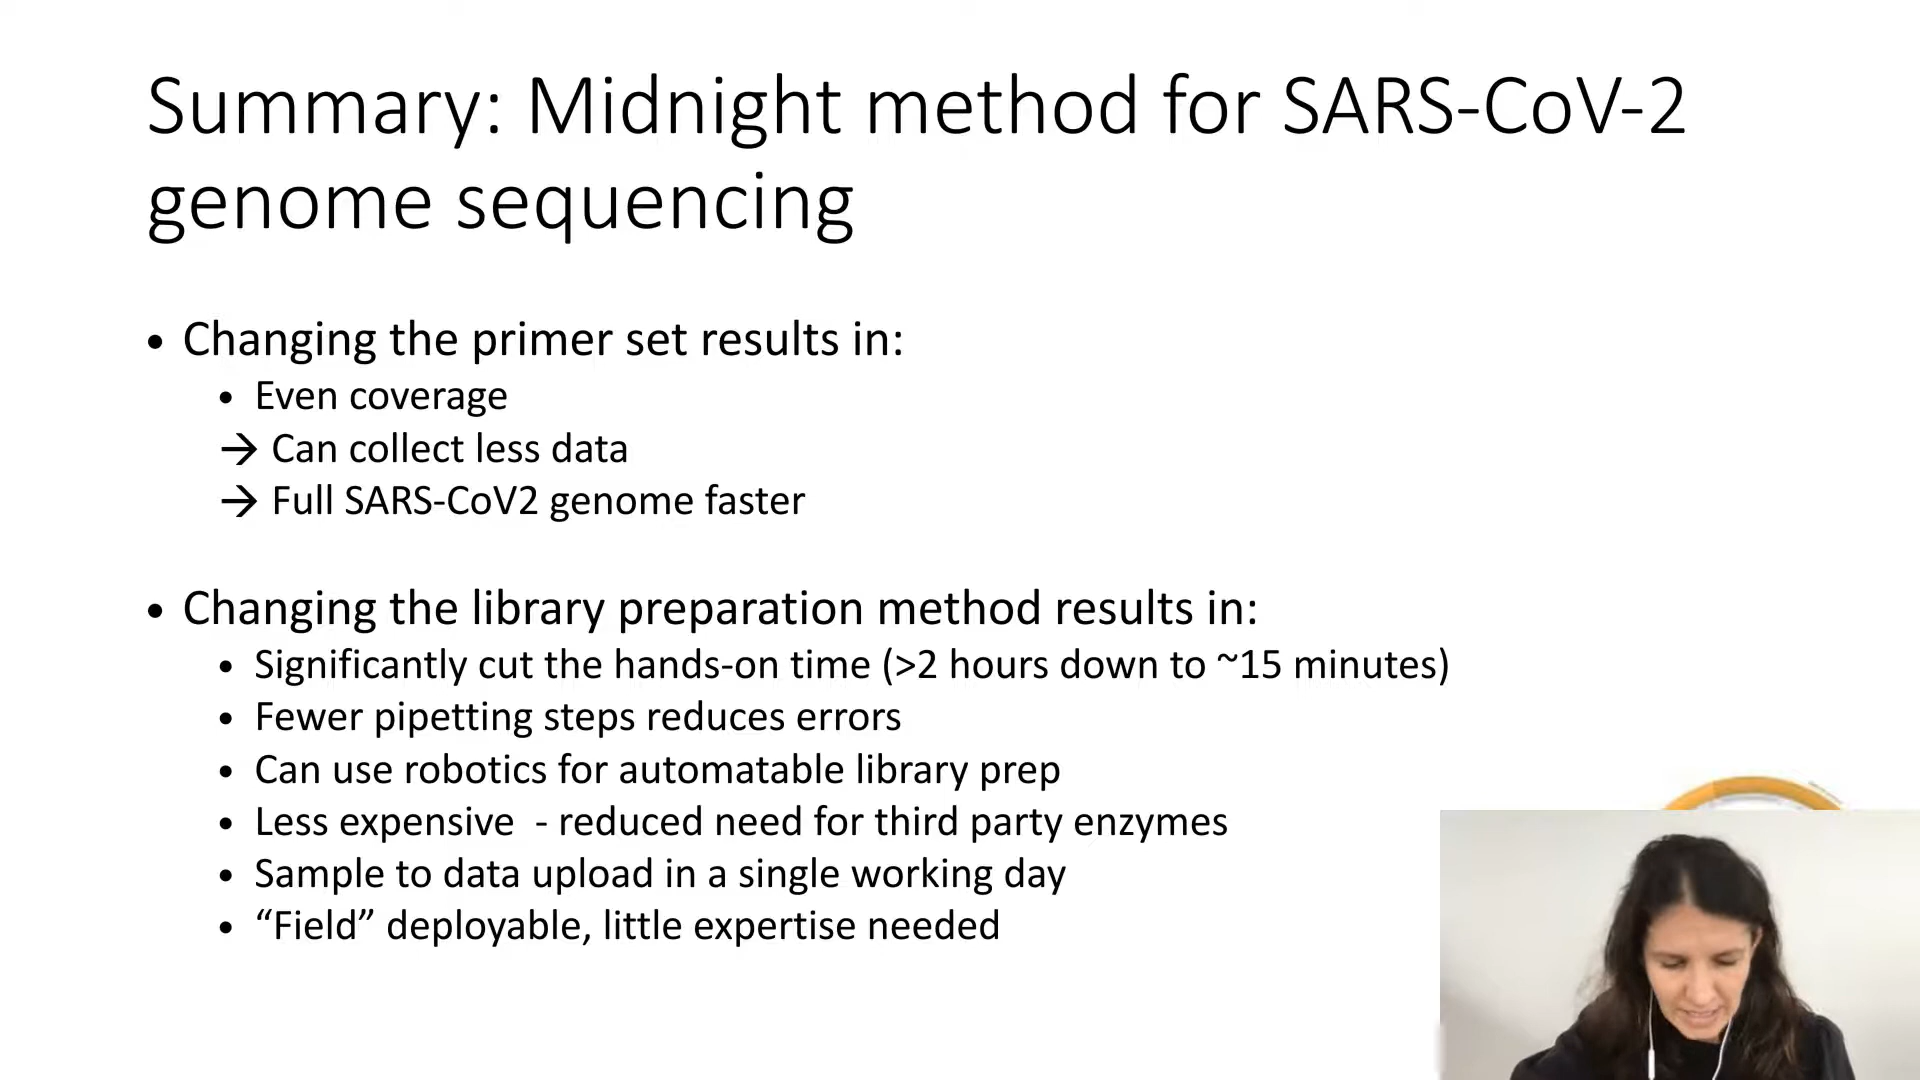 Summary: Midnight method for SARS-CoV-2
genome sequencing
• Changing the primer set results in:
• Even coverage
→ Can collect less data
→ Full SARS-CoV2 genome faster
• Changing the library preparation method results in:
• Significantly cut the hands-on time (>2 hours down to ~15 minutes)
• Fewer pipetting steps reduces errors
• Can use robotics for automatable library prep
• Less expensive - reduced need for third party enzymes
• Sample to data upload in a single working day
• “Field” deployable, little expertise needed